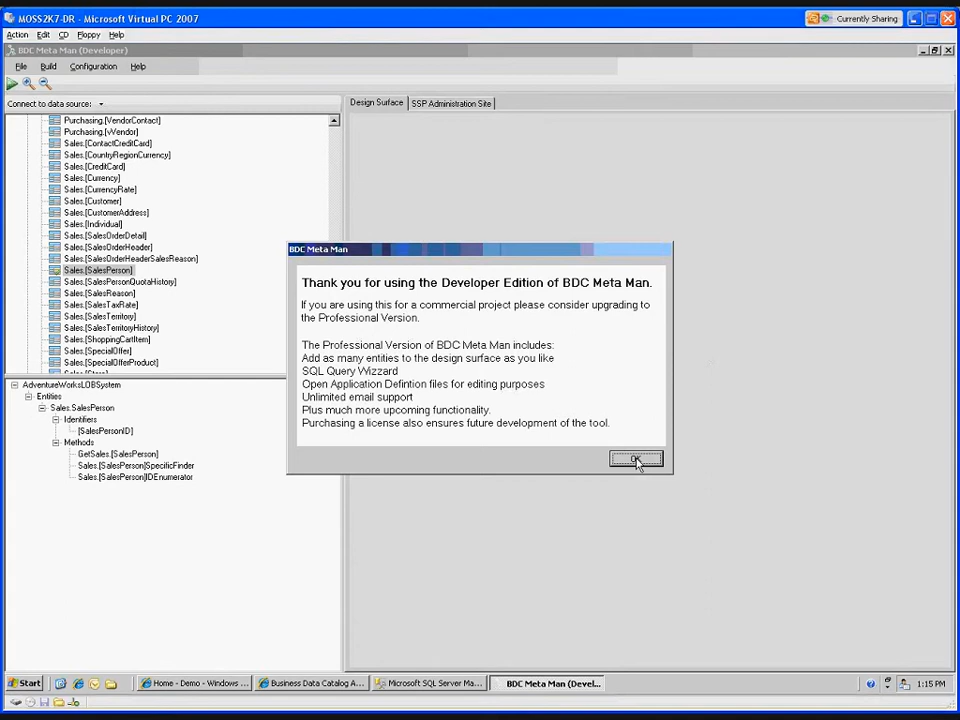 MOSS2K7-DR - Microsoft Virtual PC 2007
Currently Sharing
Action Edit CD Floppy Help
BDC Meta Man (Developer)
File Build Configuration Help
Connect to data source:
Design Surface
SSP Administration Site
Purchasing.[VendorContact]
Purchasing.[vVendor]
Sales.[ContactCreditCard]
Sales.[CountryRegionCurrency]
Sales.[CreditCard]
Sales.[Currency]
Sales.[CurrencyRate]
Sales.[Customer]
Sales.[CustomerAddress]
Sales.[Individual]
Sales.[SalesOrderDetail]
Sales.[SalesOrderHeader]
Sales.[SalesOrderHeaderSalesReason]
Sales.[SalesPerson]
Sales.[SalesPersonQuotaHistory]
Sales.[SalesReason]
Sales.[SalesTaxRate]
Sales.[SalesTerritory]
Sales.[SalesTerritoryHistory]
Sales.[ShoppingCartItem]
Sales.[SpecialOffer]
Sales.[SpecialOfferProduct]
AdventureWorksLOBSystem
Entities
Sales.SalesPerson
Identifiers
[SalesPersonID]
Methods
GetSales.[SalesPerson]
Sales.[SalesPerson]SpecificFinder
Sales.[SalesPerson]IDEnumerator
BDC Meta Man
Thank you for using the Developer Edition of BDC Meta Man.
If you are using this for a commercial project please consider upgrading to
the Professional Version.
The Professional Version of BDC Meta Man includes:
Add as many entities to the design surface as you like
SQL Query Wizzard
Open Application Defintion files for editing purposes
Unlimited email support
Plus much more upcoming functionality.
Purchasing a license also ensures future development of the tool.
OK
Start
Home - Demo - Windows ...
Business Data Catalog A...
Microsoft SQL Server Ma...
BDC Meta Man (Devel...
1:15 PM